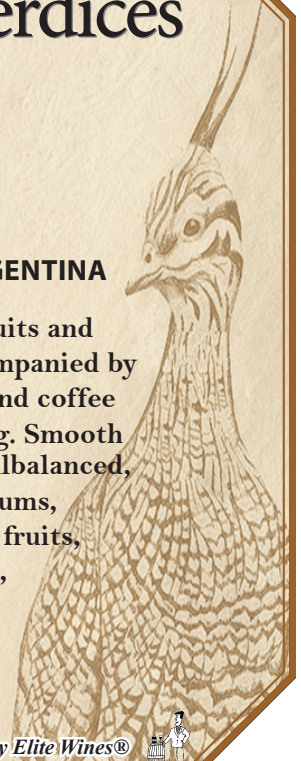 erdices
GENTINA
uits and
mpanied by
nd coffee
g. Smooth
lbalanced,
ums,
fruits,
,
y Elite Wines®